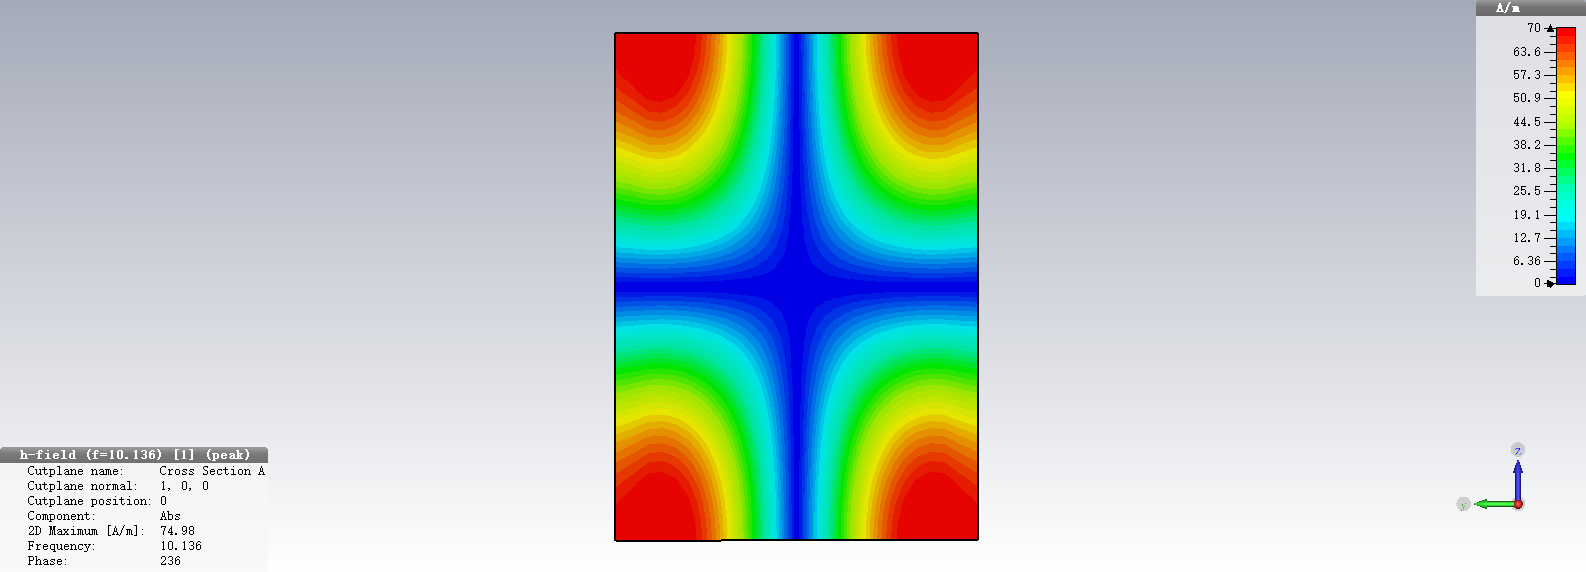 A/m
70
63.6
57.3
50.9
44.5
38.2
31.8
25.5
19.1
12.7
6.36
0
h-field (f=10.136) [1] (peak)
Cutplane name: Cross Section A
Cutplane normal: 1, 0, 0
Cutplane position: 0
Component: Abs
2D Maximum [A/m]: 74.98
Frequency: 10.136
Phase: 236
z
y